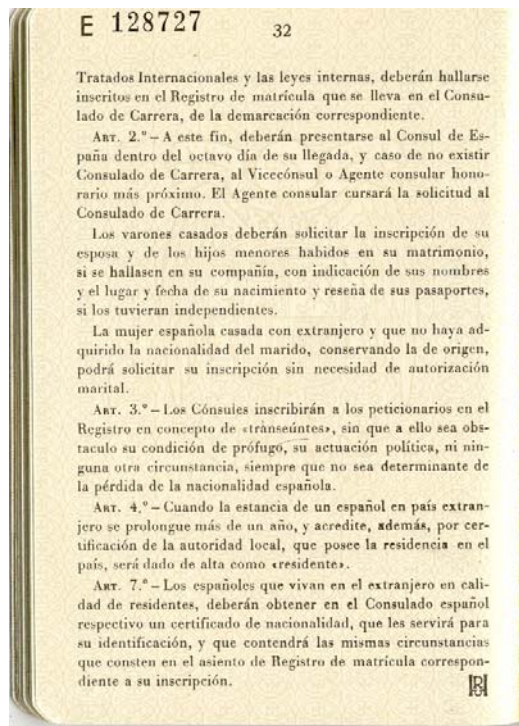 E 128727
32
Tratados Internacionales y las leyes internas, deberán hallarse
inscritos en el Registro de matrícula que se lleva en el Consu-
lado de Carrera, de la demarcación correspondiente.
ART. 2.º — A este fin, deberán presentarse al Consul de Es-
paña dentro del octavo día de su llegada, y caso de no existir
Consulado de Carrera, al Vicecónsul o Agente consular hono-
rario más próximo. El Agente consular cursará la solicitud al
Consulado de Carrera.
Los varones casados deberán solicitar la inscripción de su
esposa y de los hijos menores habidos en su matrimonio,
si se hallasen en su compañía, con indicación de sus nombres
y el lugar y fecha de su nacimiento y reseña de sus pasaportes,
si los tuvieran independientes.
La mujer española casada con extranjero y que no haya ad-
quirido la nacionalidad del marido, conservando la de origen,
podrá solicitar su inscripción sin necesidad de autorización
marital.
ART. 3.º — Los Cónsules inscribirán a los peticionarios en el
Registro en concepto de «transeúntes», sin que a ello sea obs-
taculo su condición de prófugo, su actuación política, ni nin-
guna otra circunstancia, siempre que no sea determinante de
la pérdida de la nacionalidad española.
ART. 4.º — Cuando la estancia de un español en país extran-
jero se prolongue más de un año, y acredite, además, por cer-
tificación de la autoridad local, que posee la residencia en el
país, será dado de alta como «residente».
ART. 7.º — Los españoles que vivan en el extranjero en cali-
dad de residentes, deberán obtener en el Consulado español
respectivo un certificado de nacionalidad, que les servirá para
su identificación, y que contendrá las mismas circunstancias
que consten en el asiento de Registro de matrícula correspon-
diente a su inscripción.